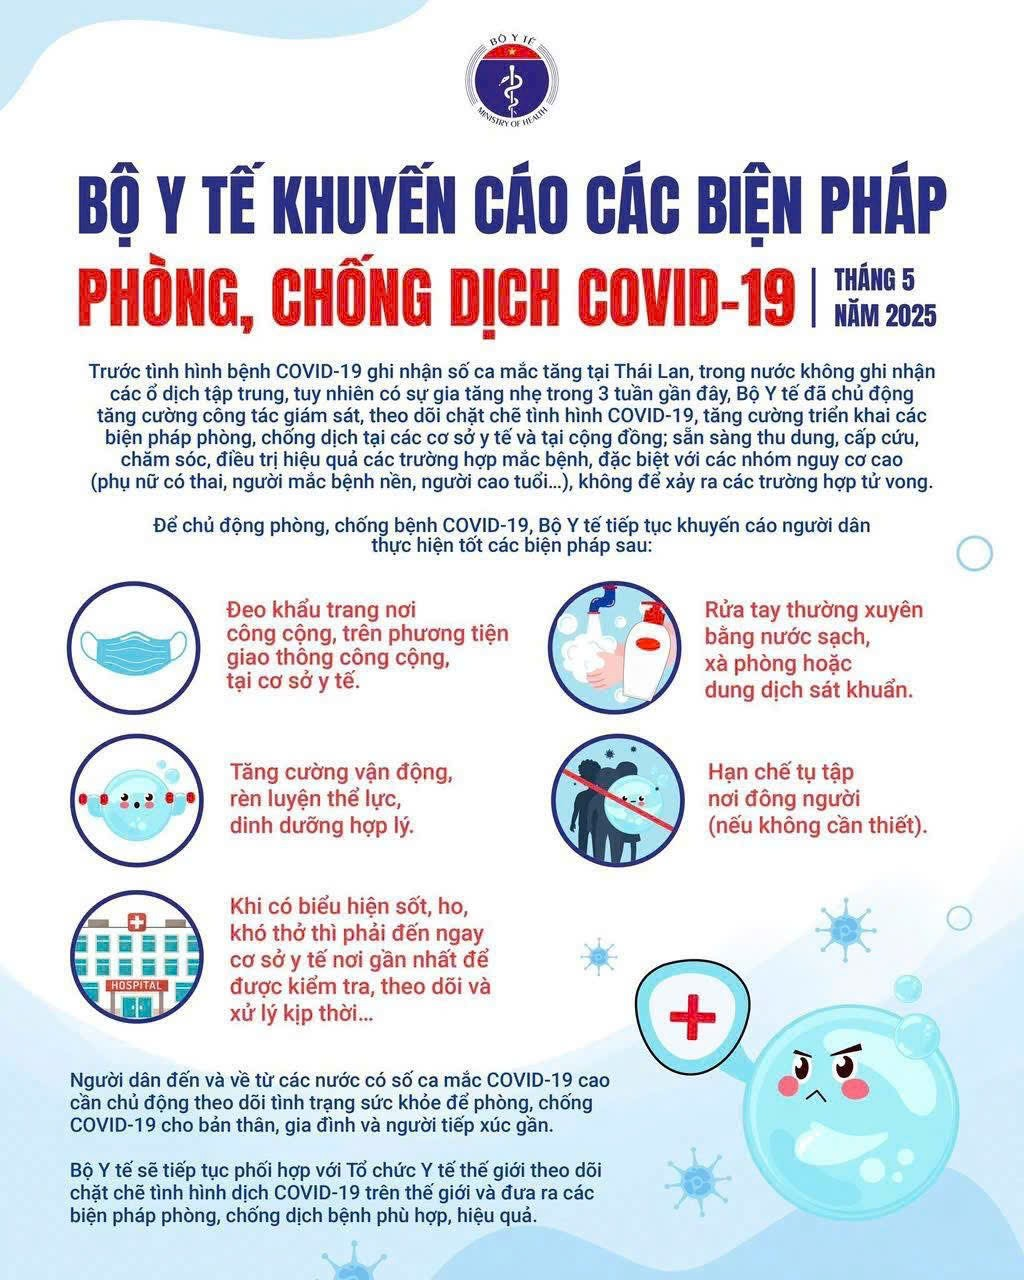 BỘ Y TẾ
MINISTRY OF HEALTH
BỘ Y TẾ KHUYẾN CÁO CÁC BIỆN PHÁP
PHÒNG, CHỐNG DỊCH COVID-19
THÁNG 5
NĂM 2025
Trước tình hình bệnh COVID-19 ghi nhận số ca mắc tăng tại Thái Lan, trong nước không ghi nhận
các ổ dịch tập trung, tuy nhiên có sự gia tăng nhẹ trong 3 tuần gần đây, Bộ Y tế đã chủ động
tăng cường công tác giám sát, theo dõi chặt chẽ tình hình COVID-19, tăng cường triển khai các
biện pháp phòng, chống dịch tại các cơ sở y tế và tại cộng đồng; sẵn sàng thu dung, cấp cứu,
chăm sóc, điều trị hiệu quả các trường hợp mắc bệnh, đặc biệt với các nhóm nguy cơ cao
(phụ nữ có thai, người mắc bệnh nền, người cao tuổi...), không để xảy ra các trường hợp tử vong.
Để chủ động phòng, chống bệnh COVID-19, Bộ Y tế tiếp tục khuyến cáo người dân
thực hiện tốt các biện pháp sau:
Đeo khẩu trang nơi
công cộng, trên phương tiện
giao thông công cộng,
tại cơ sở y tế.
Rửa tay thường xuyên
bằng nước sạch,
xà phòng hoặc
dung dịch sát khuẩn.
Tăng cường vận động,
rèn luyện thể lực,
dinh dưỡng hợp lý.
Hạn chế tụ tập
nơi đông người
(nếu không cần thiết).
HOSPITAL
Khi có biểu hiện sốt, ho,
khó thở thì phải đến ngay
cơ sở y tế nơi gần nhất để
được kiểm tra, theo dõi và
xử lý kịp thời...
Người dân đến và về từ các nước có số ca mắc COVID-19 cao
cần chủ động theo dõi tình trạng sức khỏe để phòng, chống
COVID-19 cho bản thân, gia đình và người tiếp xúc gần.
Bộ Y tế sẽ tiếp tục phối hợp với Tổ chức Y tế thế giới theo dõi
chặt chẽ tình hình dịch COVID-19 trên thế giới và đưa ra các
biện pháp phòng, chống dịch bệnh phù hợp, hiệu quả.